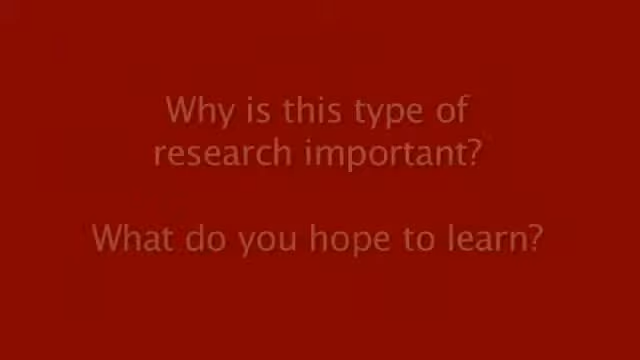 Why is this type of
research important?
What do you hope to learn?